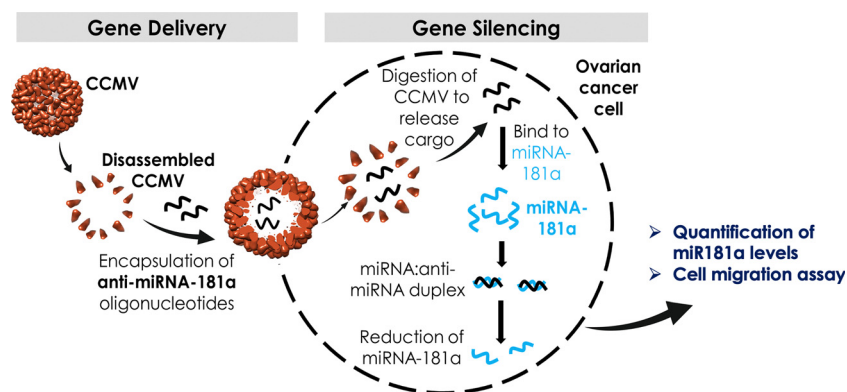 Gene Delivery
Gene Silencing
CCMV
Disassembled
CCMV
Encapsulation of
anti-miRNA-181a
oligonucleotides
Digestion of
CCMV to
release
cargo
Ovarian
cancer
cell
Bind to
miRNA-
181a
miRNA-
181a
miRNA:anti-
miRNA duplex
Reduction of
miRNA-181a
➢ Quantification of
miR181a levels
➢ Cell migration assay